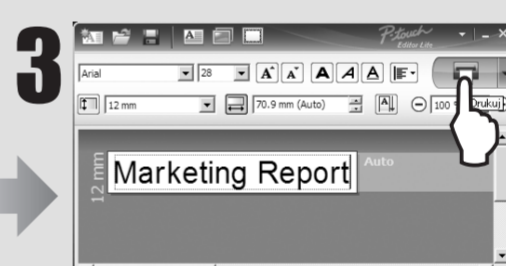 3
P-touch
Editor Lite
Arial
28
A A A A A
12 mm
70.9 mm (Auto)
A
100
Drukuj
12 mm
Marketing Report
Auto